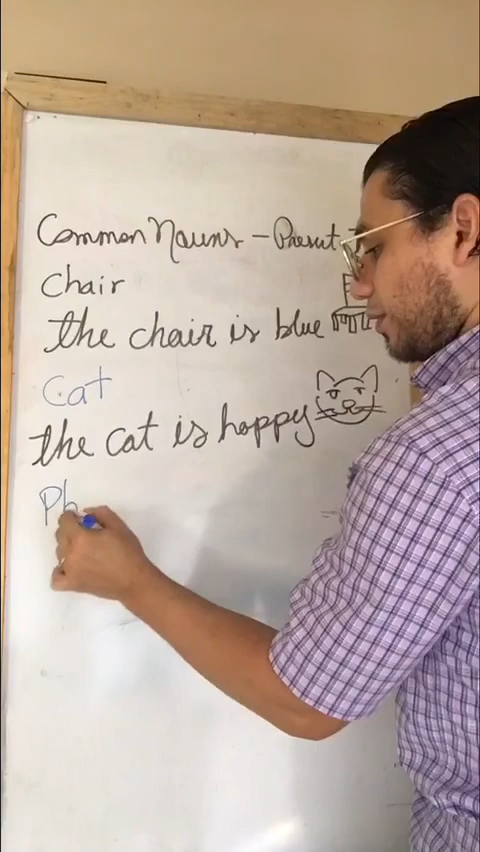 Common Nouns - Present
Chair
the chair is blue
Cat
the cat is happy
Ph